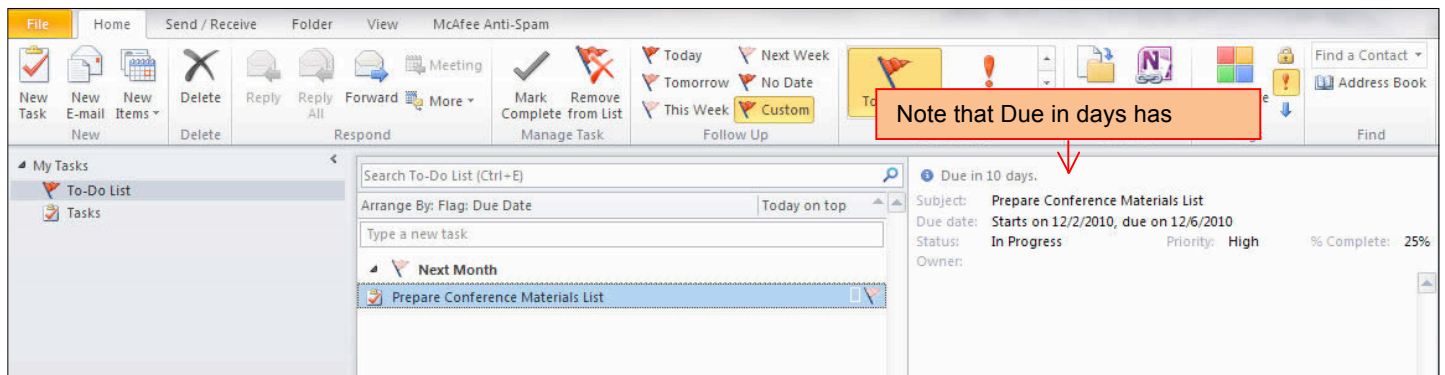 File Home Send / Receive Folder View McAfee Anti-Spam
New Task New E-mail New Items Delete Reply Reply All Forward Meeting More Mark Complete Remove from List Today Next Week Tomorrow No Date This Week Custom Find a Contact Address Book
Note that Due in days has
New Delete Respond Manage Task Follow Up Find
My Tasks
To-Do List
Tasks
Search To-Do List (Ctrl+E)
Arrange By: Flag: Due Date Today on top
Type a new task
Next Month
Prepare Conference Materials List
Due in 10 days.
Subject: Prepare Conference Materials List
Due date: Starts on 12/2/2010, due on 12/6/2010
Status: In Progress Priority: High % Complete: 25%
Owner: